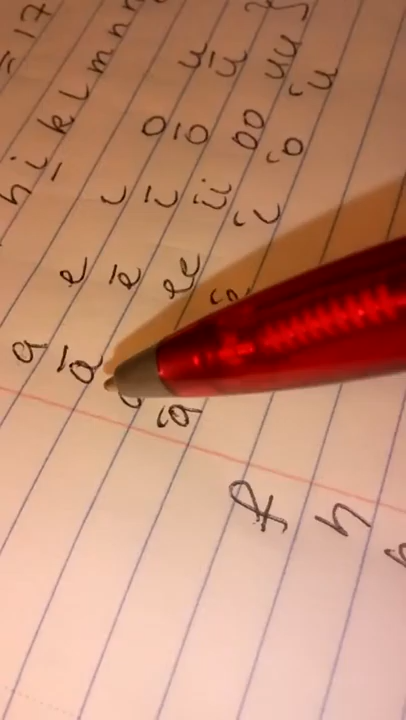 = 17
h i k l m n
a e ı o u
ā ē ī ō ū
ee ii oo uu
'a 'ı 'o 'u
f
h